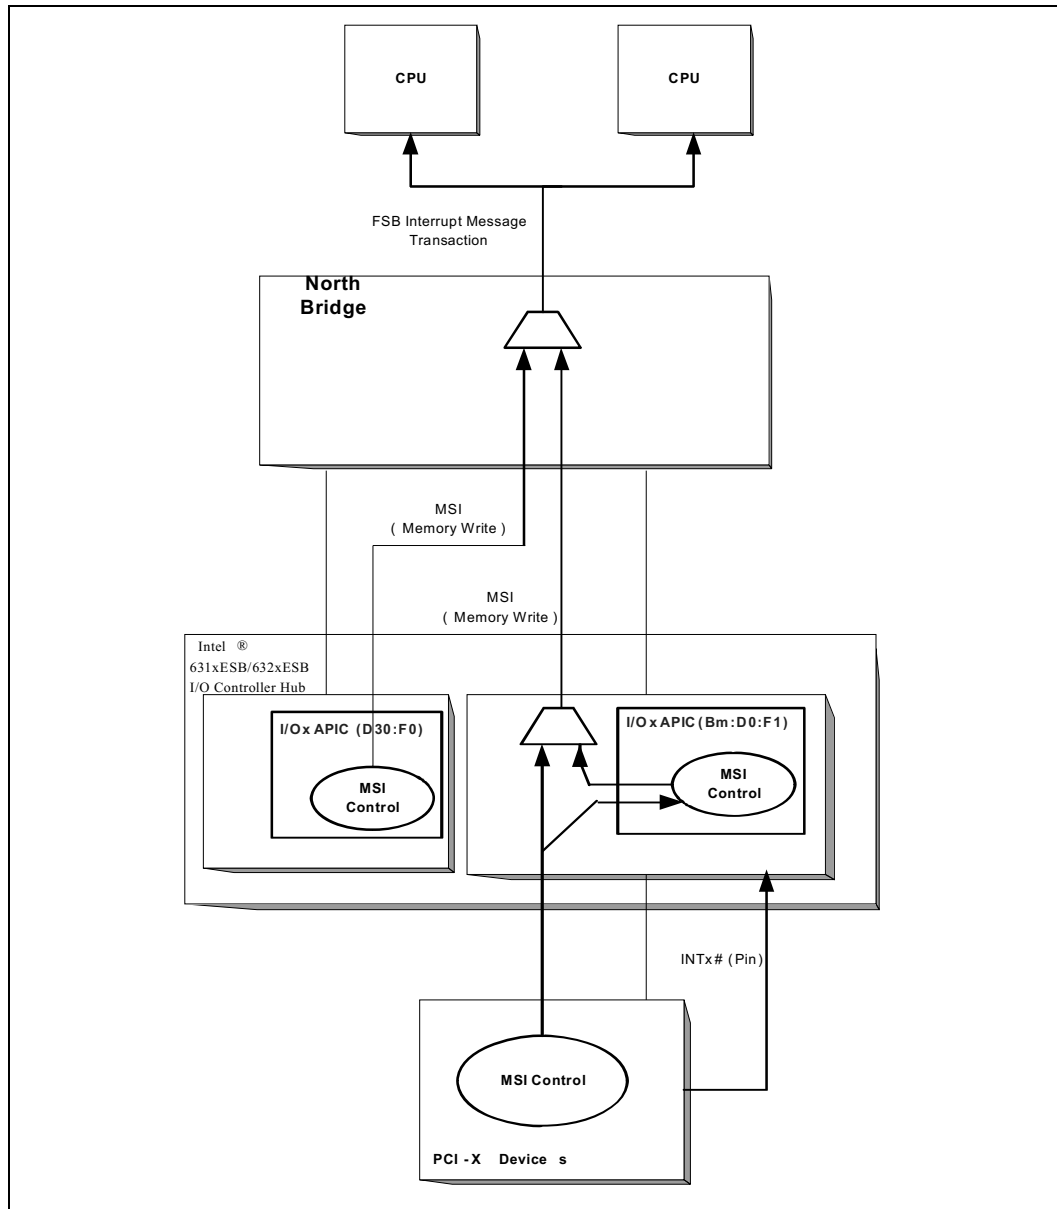 CPU
CPU
FSB Interrupt Message
Transaction
North
Bridge
MSI
( Memory Write )
MSI
( Memory Write )
Intel ®
631xESB/632xESB
I/O Controller Hub
I/Ox APIC (D30:F0)
MSI
Control
I/Ox APIC (Bm:D0:F1)
MSI
Control
INTx# (Pin)
MSI Control
PCI -X Device s